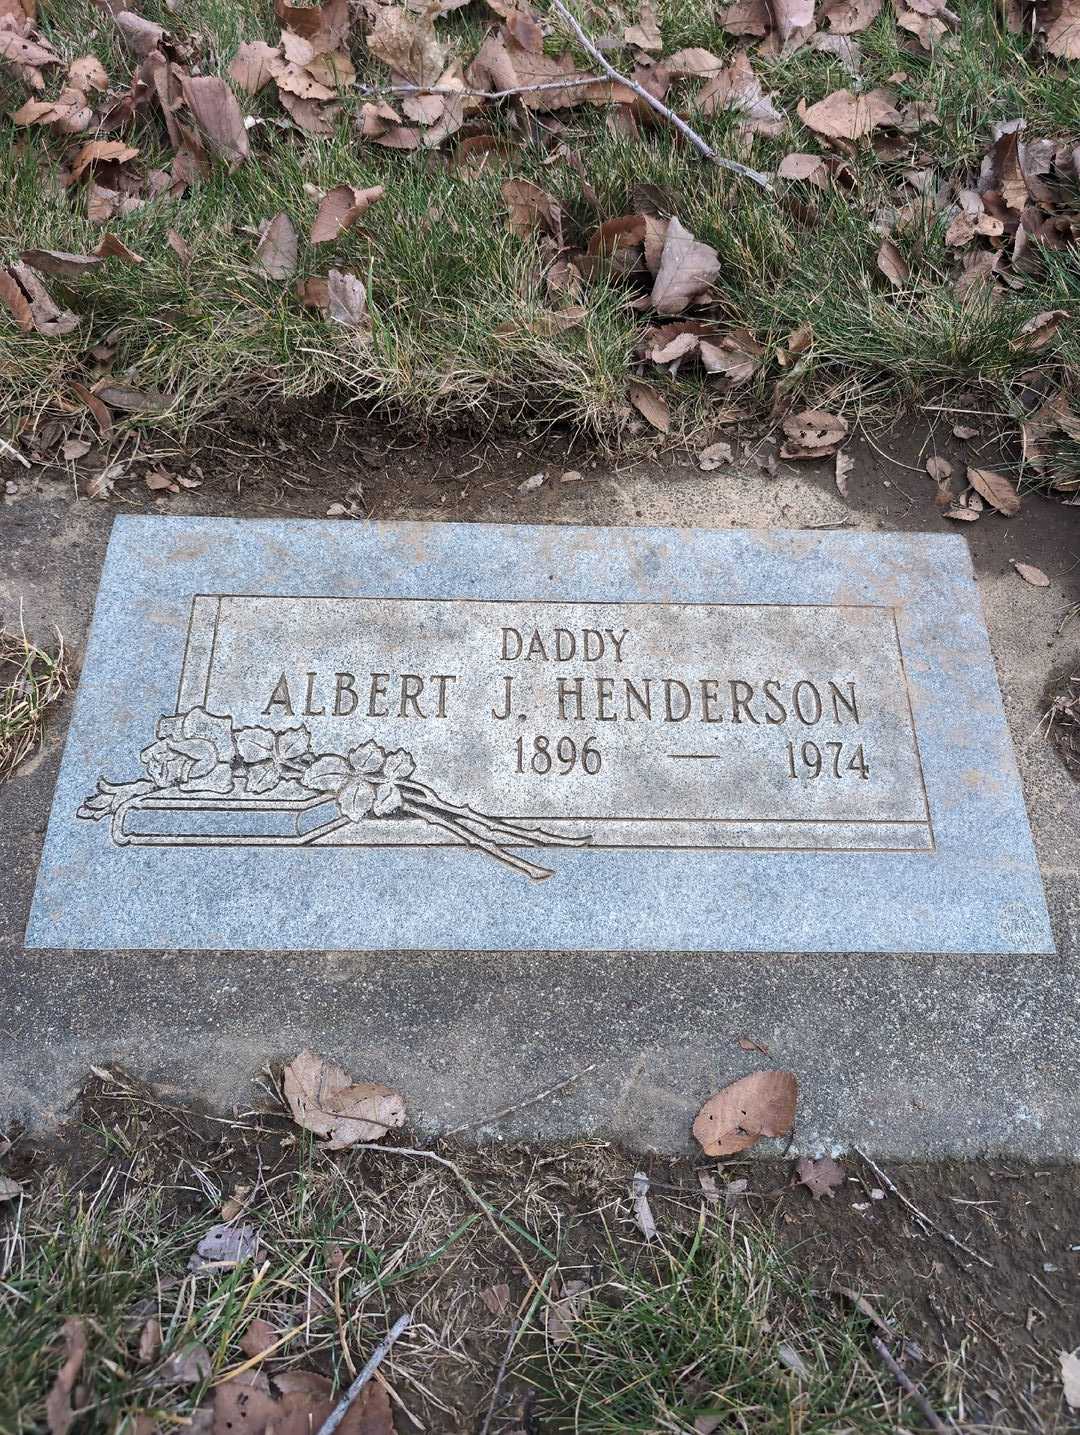 DADDY
ALBERT J. HENDERSON
1896 — 1974